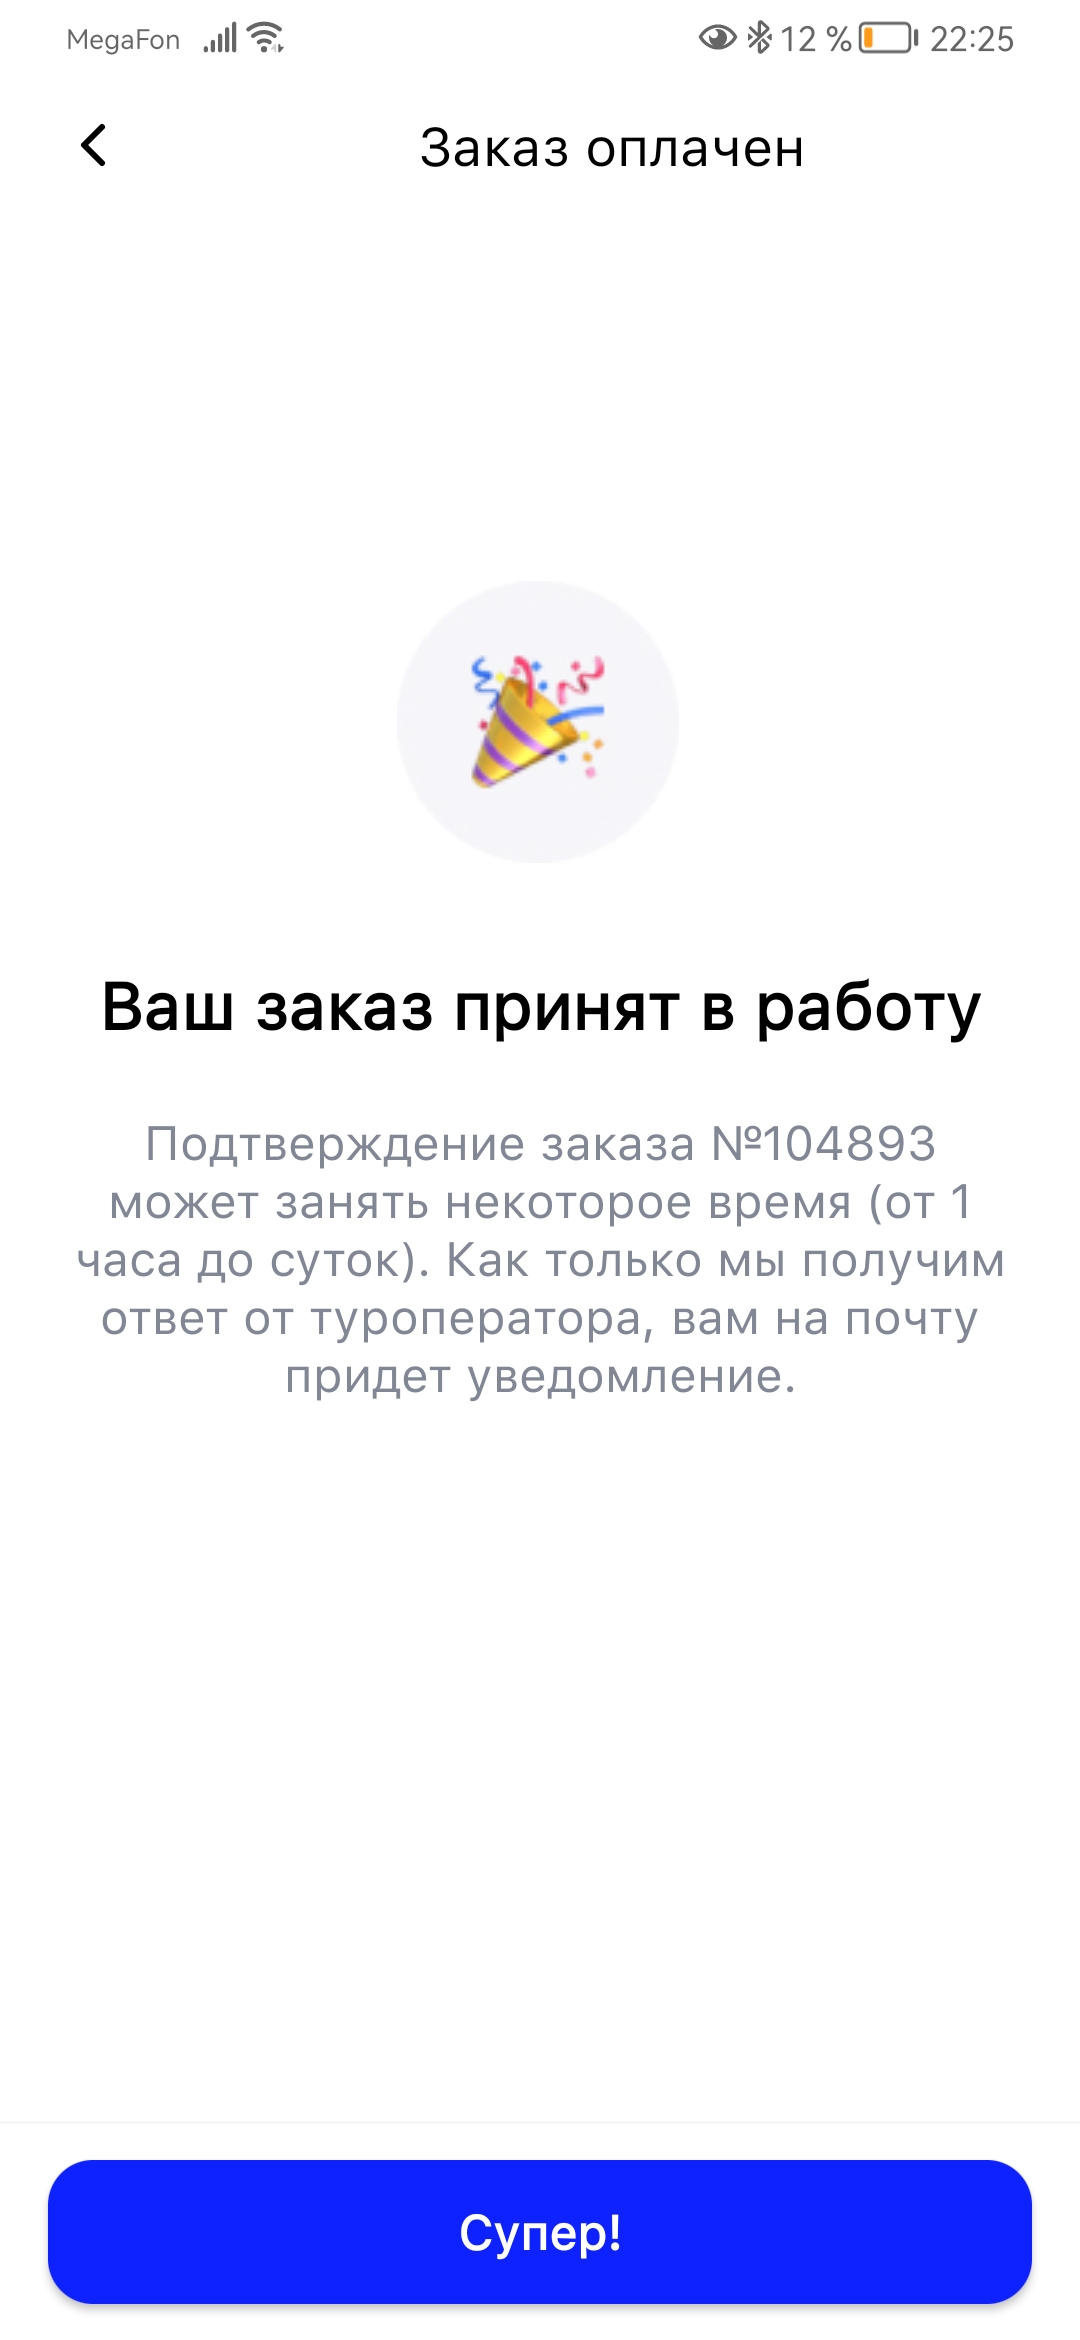 MegaFon 12 % 22:25
Заказ оплачен
Ваш заказ принят в работу
Подтверждение заказа №104893
может занять некоторое время (от 1
часа до суток). Как только мы получим
ответ от туроператора, вам на почту
придет уведомление.
Супер!